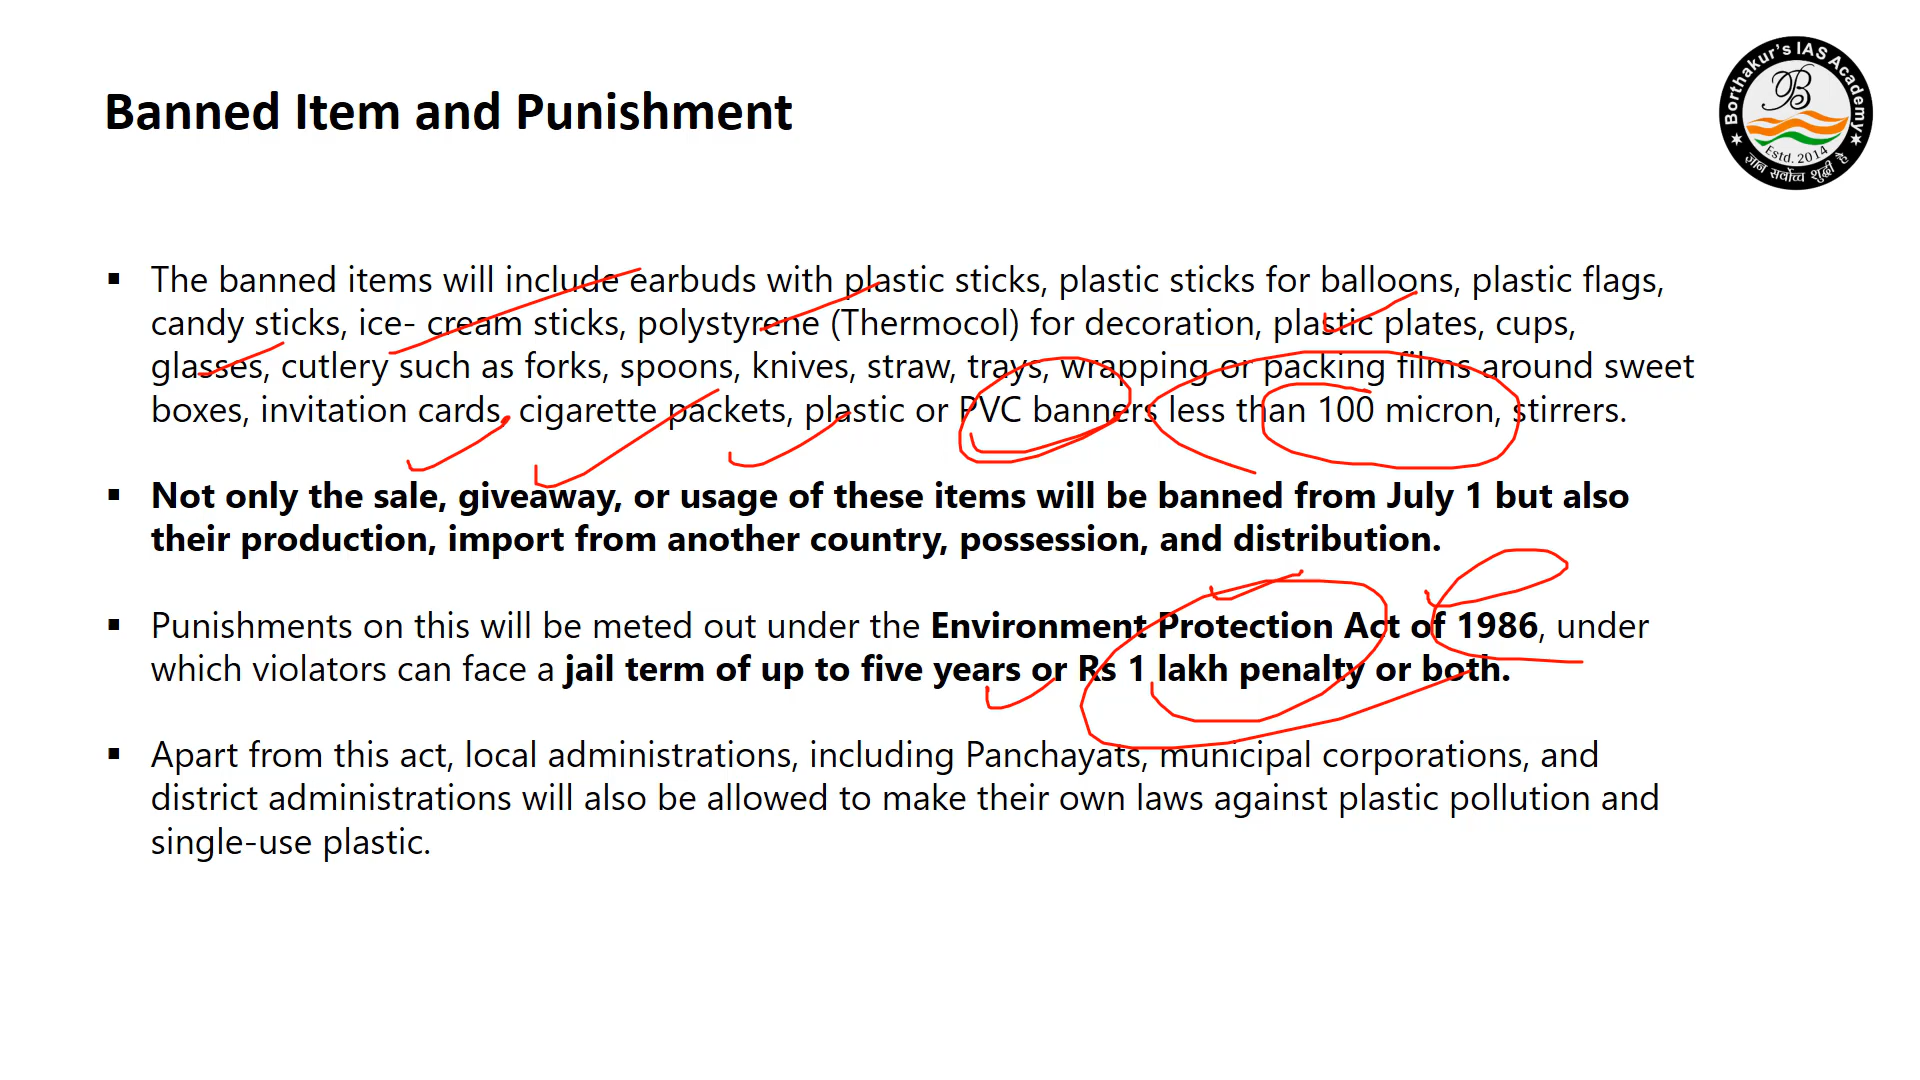 Banned Item and Punishment
Borthakur's IAS Academy
B
Estd. 2014
ज्ञान सर्वोच्च शुद्धी है
▪ The banned items will include earbuds with plastic sticks, plastic sticks for balloons, plastic flags,
candy sticks, ice- cream sticks, polystyrene (Thermocol) for decoration, plastic plates, cups,
glasses, cutlery such as forks, spoons, knives, straw, trays, wrapping or packing films around sweet
boxes, invitation cards, cigarette packets, plastic or PVC banners less than 100 micron, stirrers.
▪ Not only the sale, giveaway, or usage of these items will be banned from July 1 but also
their production, import from another country, possession, and distribution.
▪ Punishments on this will be meted out under the Environment Protection Act of 1986, under
which violators can face a jail term of up to five years or Rs 1 lakh penalty or both.
▪ Apart from this act, local administrations, including Panchayats, municipal corporations, and
district administrations will also be allowed to make their own laws against plastic pollution and
single-use plastic.